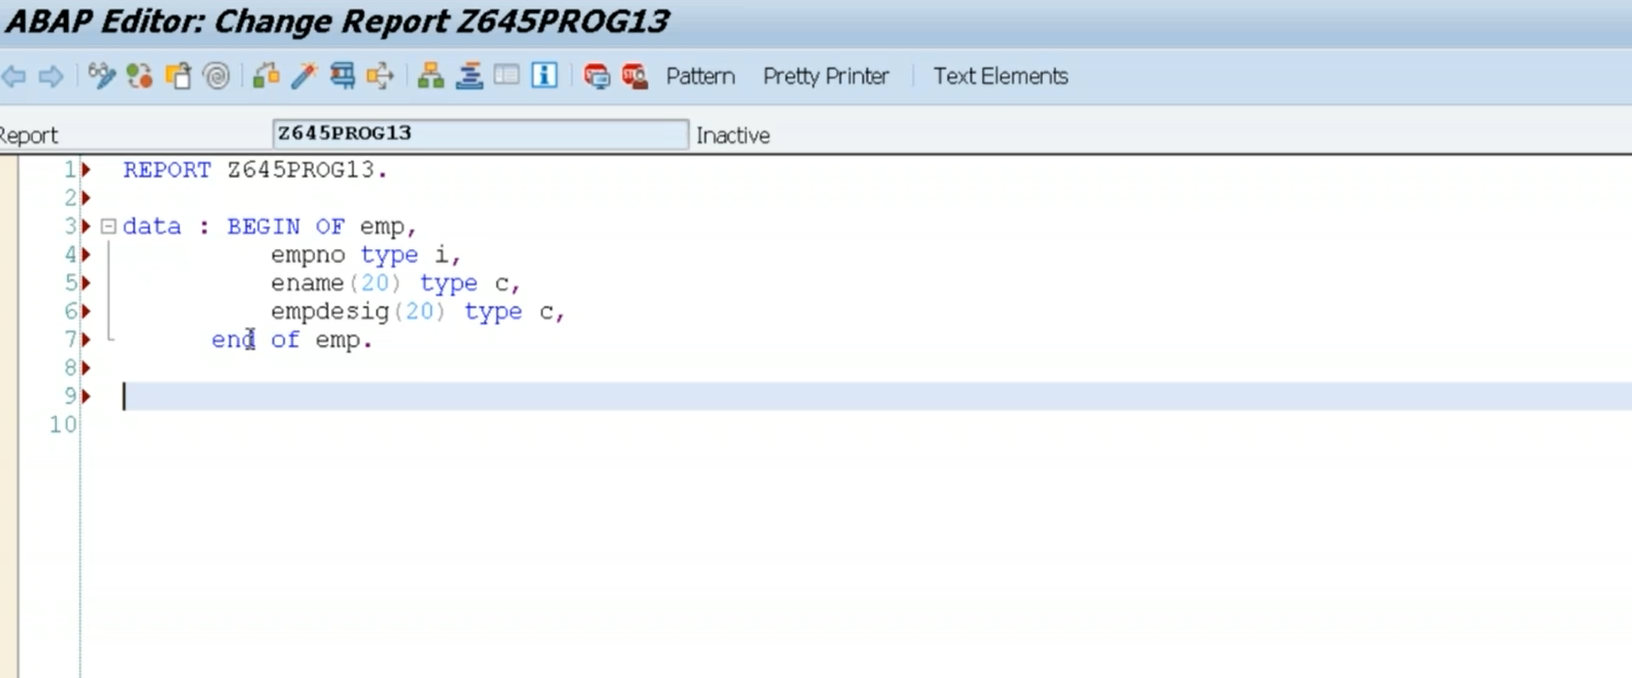 ABAP Editor: Change Report Z645PROG13
Pattern Pretty Printer Text Elements
Report Z645PROG13 Inactive
1 REPORT Z645PROG13.
2
3 data : BEGIN OF emp,
4 empno type i,
5 ename(20) type c,
6 empdesig(20) type c,
7 end of emp.
8
9
10